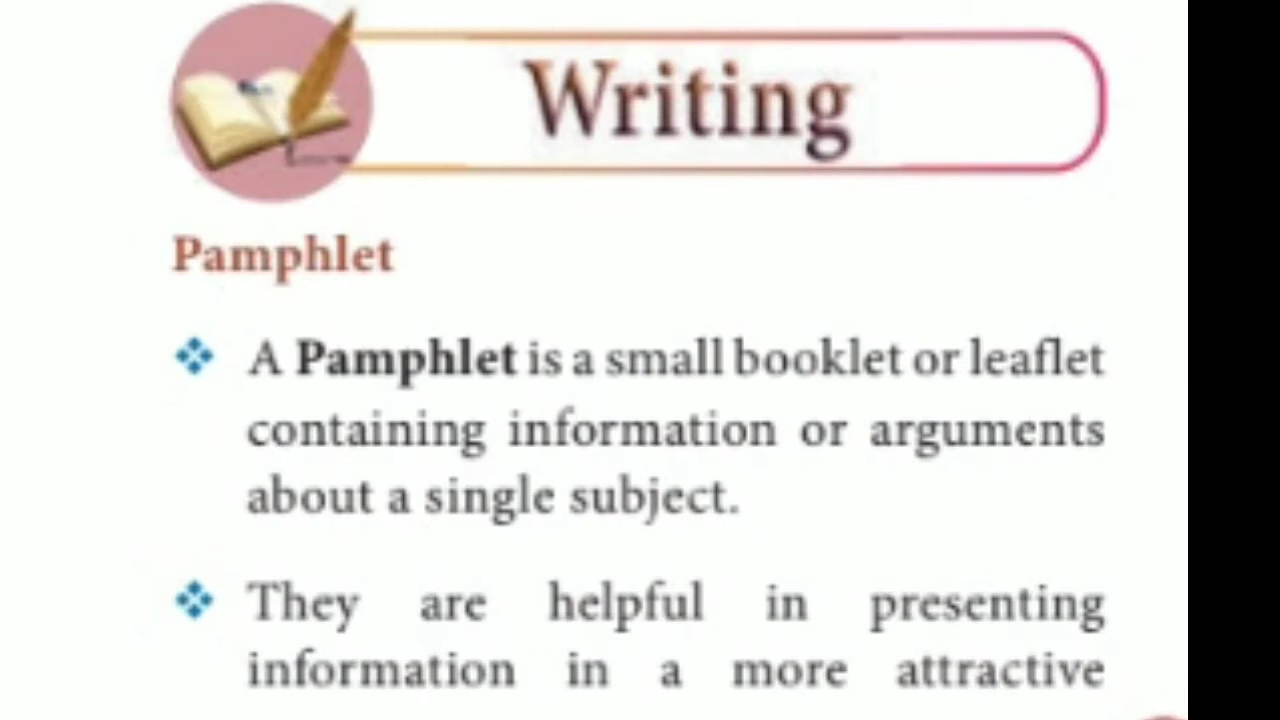 Writing
Pamphlet
❖ A Pamphlet is a small booklet or leaflet
containing information or arguments
about a single subject.
❖ They are helpful in presenting
information in a more attractive